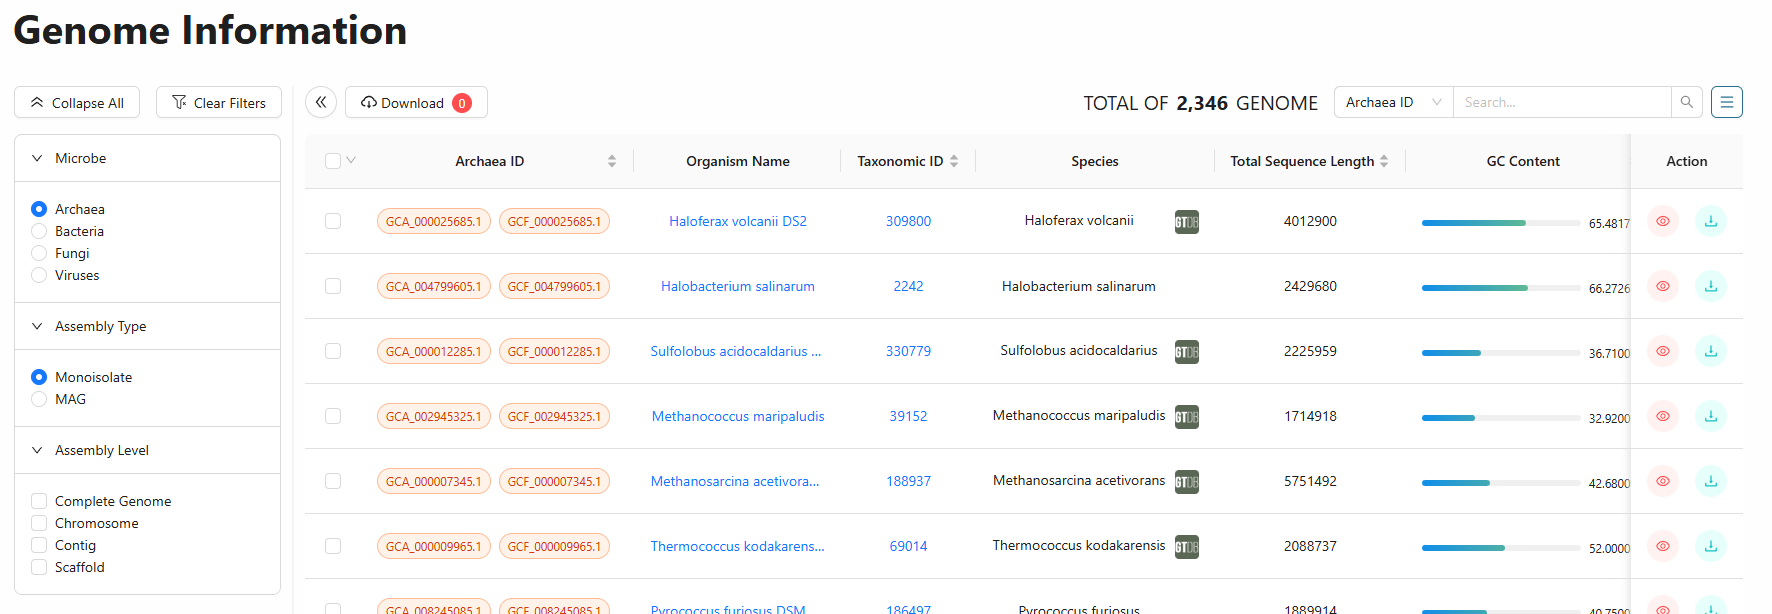 Genome Information
Collapse All
Clear Filters
Download 0
TOTAL OF 2,346 GENOME
Archaea ID
Search...
Microbe
Archaea
Bacteria
Fungi
Viruses
Assembly Type
Monoisolate
MAG
Assembly Level
Complete Genome
Chromosome
Contig
Scaffold
Archaea ID Organism Name Taxonomic ID Species Total Sequence Length GC Content Action
GCA_000025685.1 GCF_000025685.1 Haloferax volcanii DS2 309800 Haloferax volcanii GTDB 4012900 65.4817
GCA_004799605.1 GCF_004799605.1 Halobacterium salinarum 2242 Halobacterium salinarum 2429680 66.2726
GCA_000012285.1 GCF_000012285.1 Sulfolobus acidocaldarius ... 330779 Sulfolobus acidocaldarius GTDB 2225959 36.7100
GCA_002945325.1 GCF_002945325.1 Methanococcus maripaludis 39152 Methanococcus maripaludis GTDB 1714918 32.9200
GCA_000007345.1 GCF_000007345.1 Methanosarcina acetivora... 188937 Methanosarcina acetivorans GTDB 5751492 42.6800
GCA_000009965.1 GCF_000009965.1 Thermococcus kodakarens... 69014 Thermococcus kodakarensis GTDB 2088737 52.0000
GCA_008245085.1 GCF_008245085.1 Pyrococcus furiosus DSM 186497 Pyrococcus furiosus 1889914 40.7500